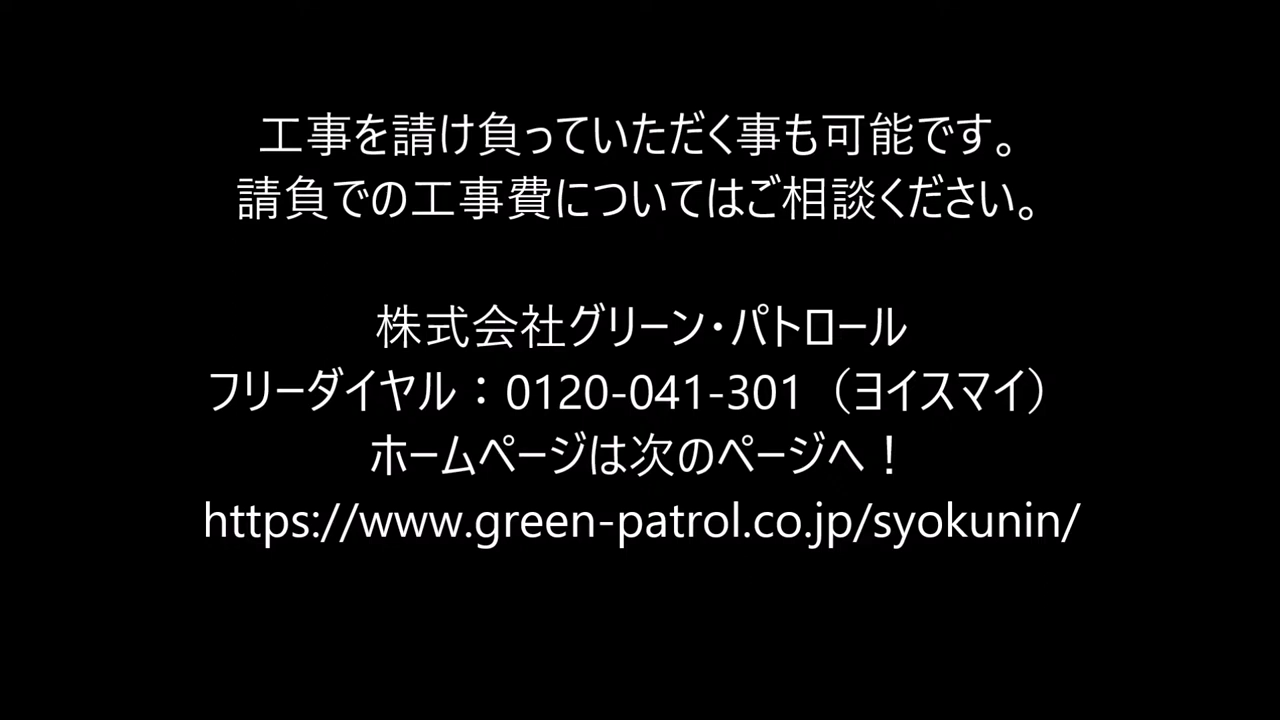 工事を請け負っていただく事も可能です。
請負での工事費についてはご相談ください。
株式会社グリーン・パトロール
フリーダイヤル：0120-041-301（ヨイスマイ）
ホームページは次のページへ！
https://www.green-patrol.co.jp/syokunin/